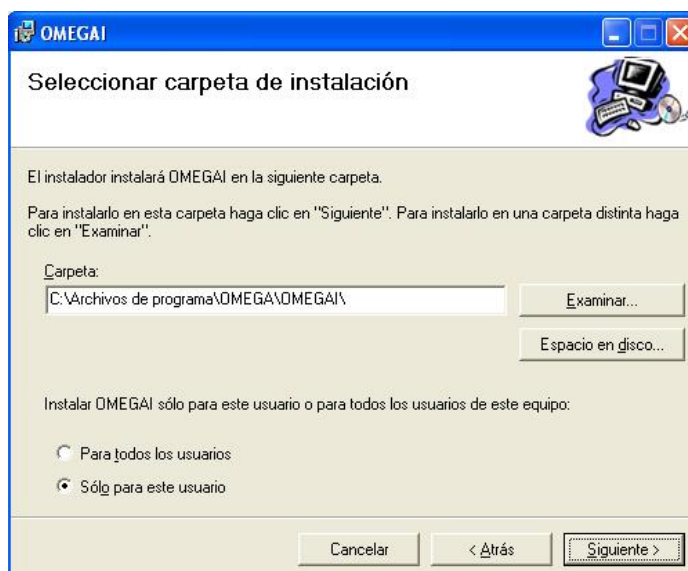 OMEGAI
Seleccionar carpeta de instalación
El instalador instalará OMEGAI en la siguiente carpeta.
Para instalarlo en esta carpeta haga clic en "Siguiente". Para instalarlo en una carpeta distinta haga
clic en "Examinar".
Carpeta:
C:\Archivos de programa\OMEGA\OMEGAI\
Examinar...
Espacio en disco...
Instalar OMEGAI sólo para este usuario o para todos los usuarios de este equipo:
Para todos los usuarios
Sólo para este usuario
Cancelar
< Atrás
Siguiente >